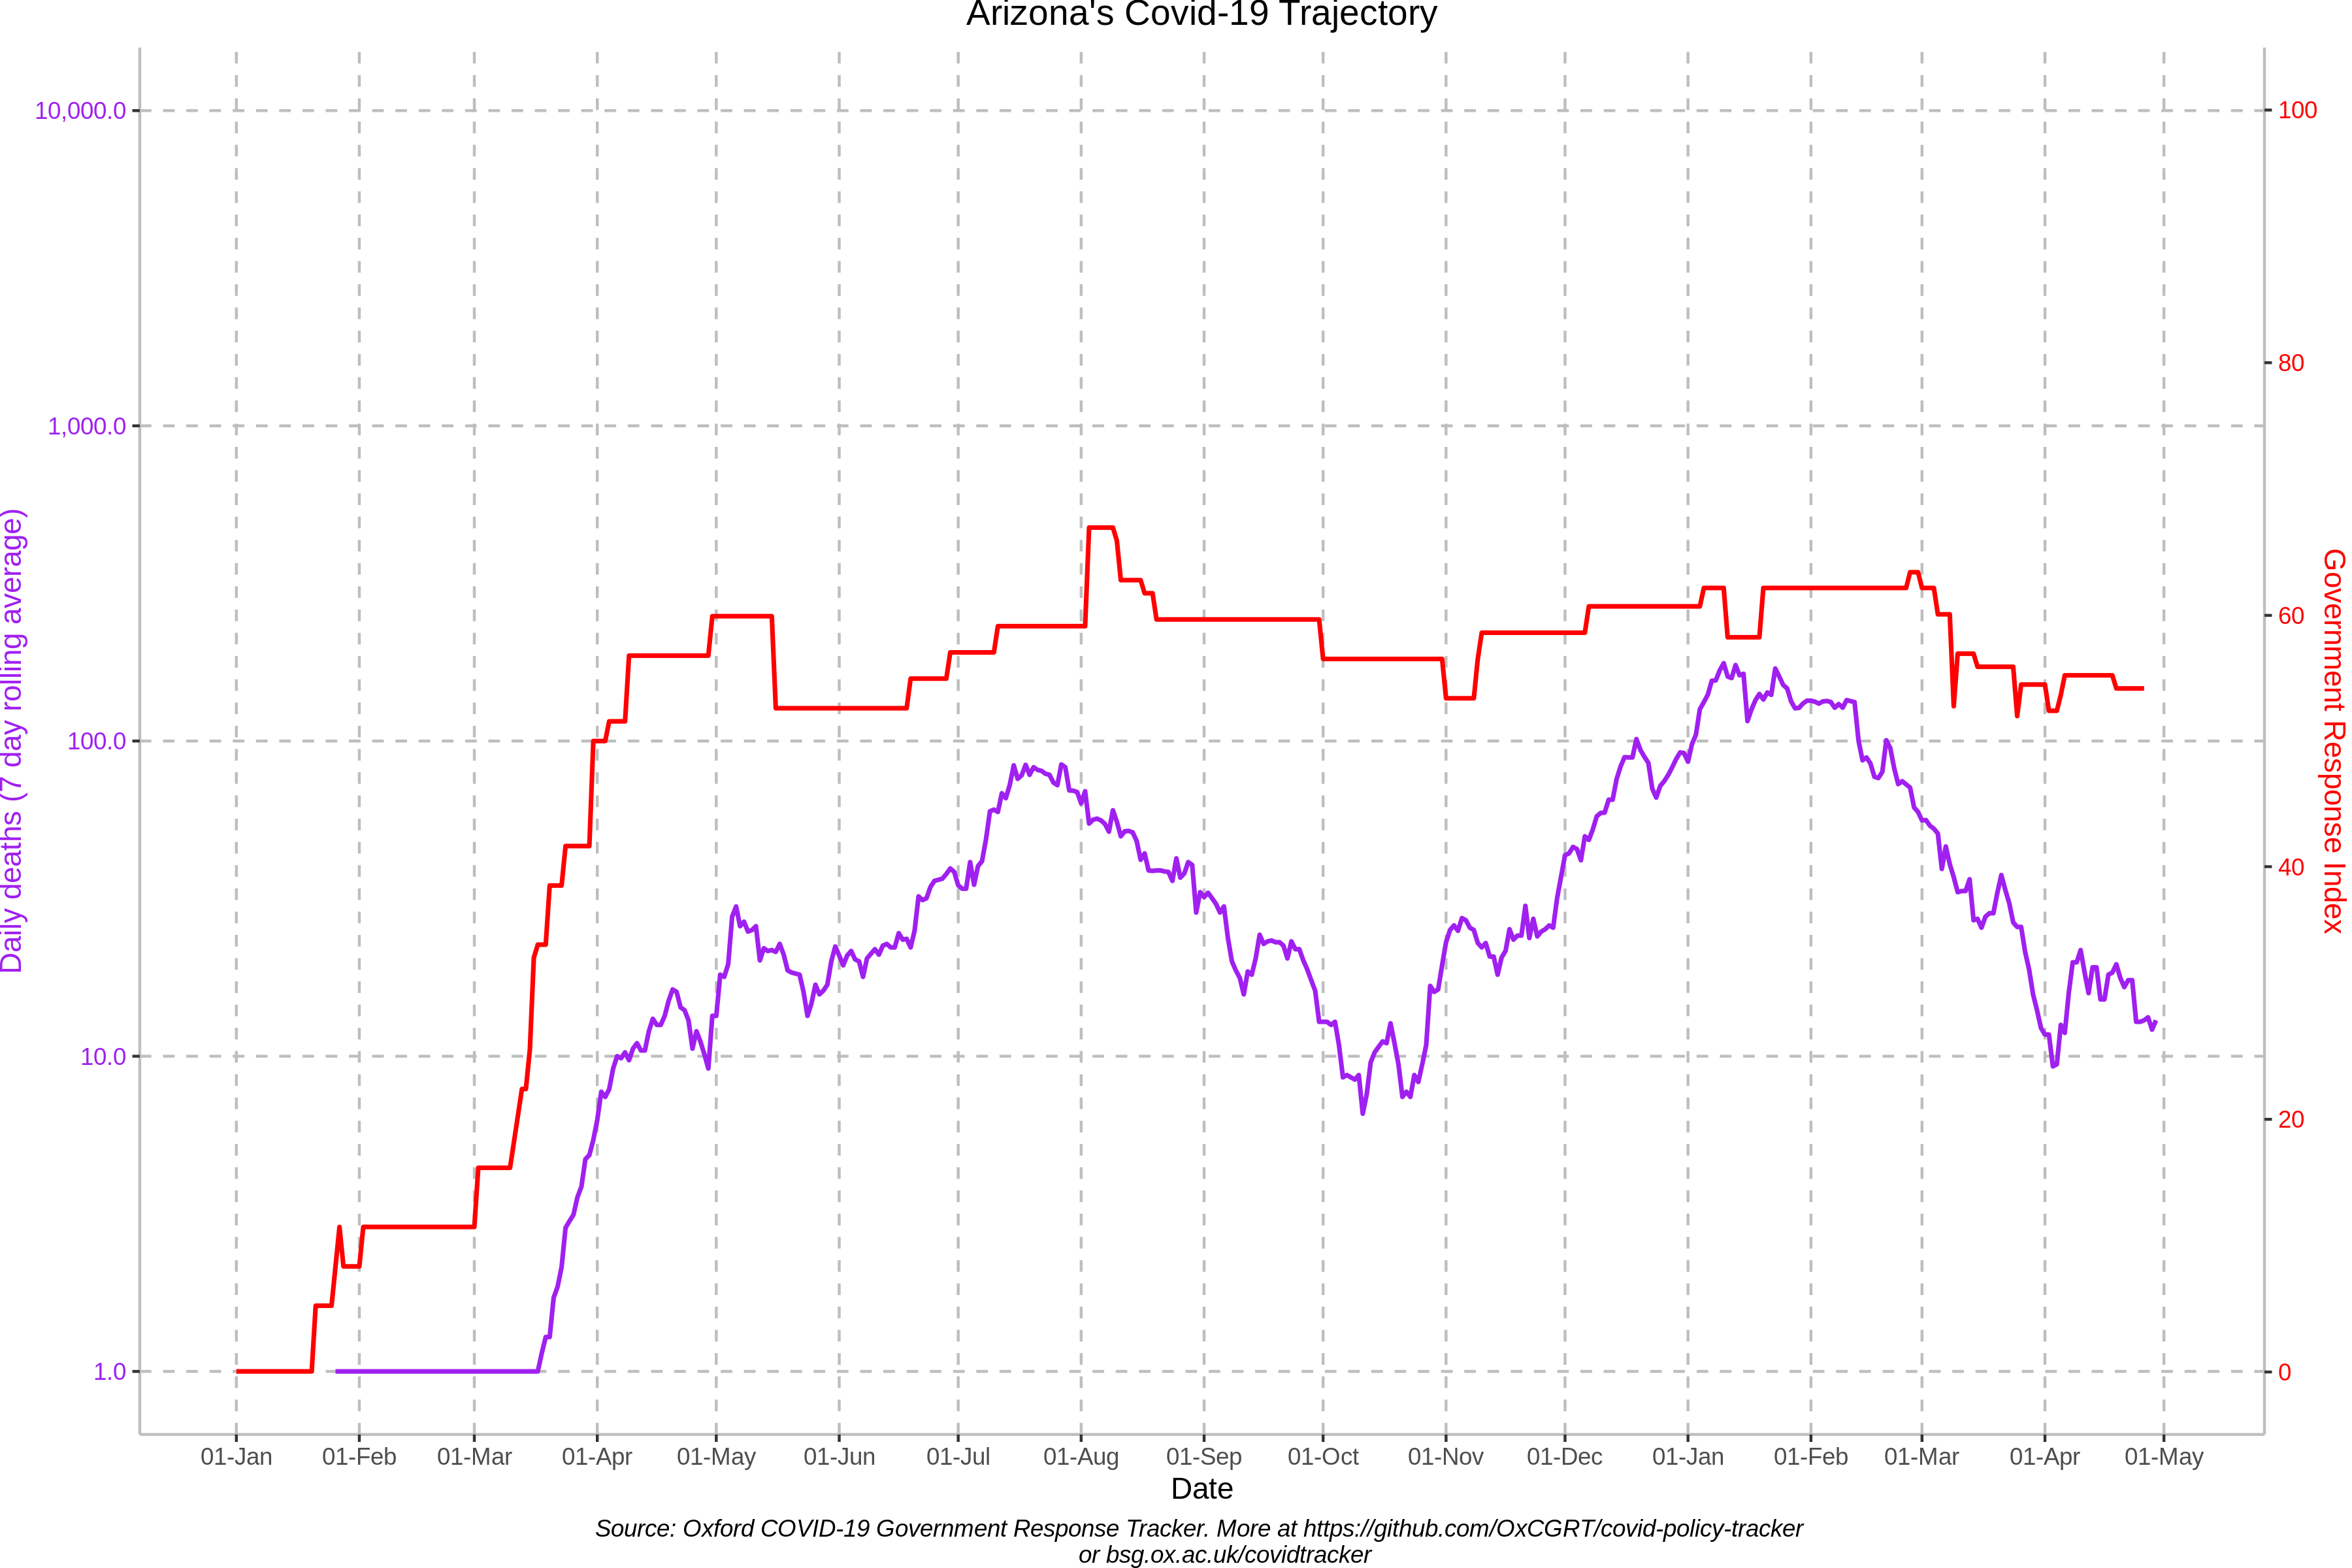 Arizona's Covid-19 Trajectory
10,000.0
1,000.0
100.0
10.0
1.0
Daily deaths (7 day rolling average)
100
80
60
40
20
0
Government Response Index
01-Jan 01-Feb 01-Mar 01-Apr 01-May 01-Jun 01-Jul 01-Aug 01-Sep 01-Oct 01-Nov 01-Dec 01-Jan 01-Feb 01-Mar 01-Apr 01-May
Date
Source: Oxford COVID-19 Government Response Tracker. More at https://github.com/OxCGRT/covid-policy-tracker
or bsg.ox.ac.uk/covidtracker